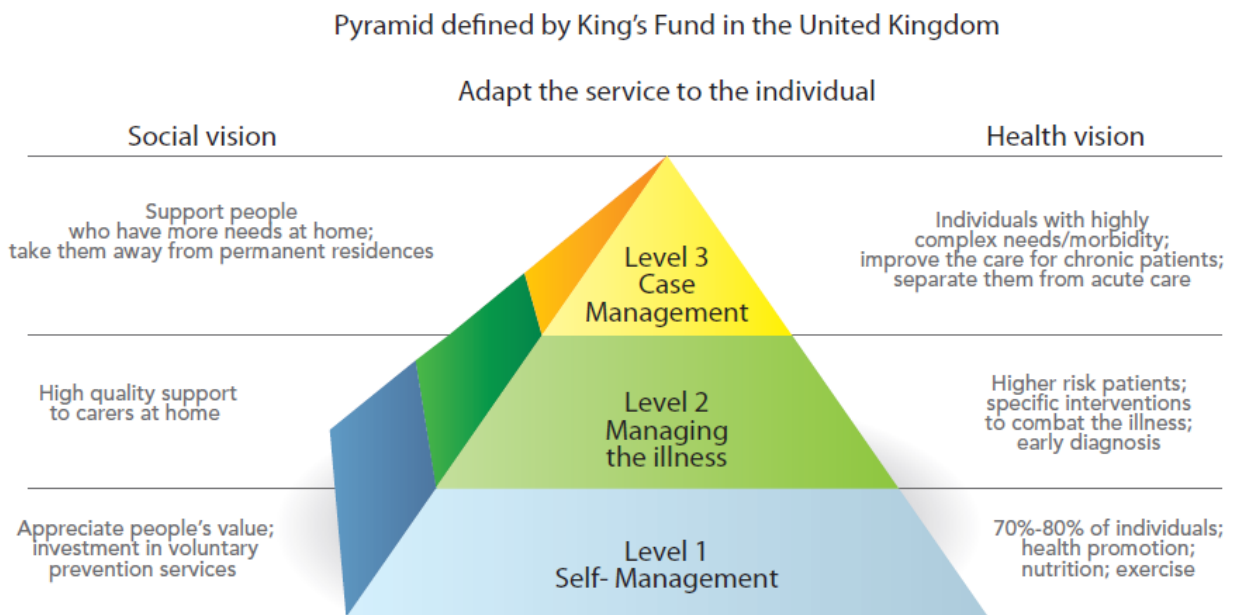 Pyramid defined by King's Fund in the United Kingdom
Adapt the service to the individual
Social vision
Health vision
Support people
who have more needs at home;
take them away from permanent residences
Level 3
Case
Management
Individuals with highly
complex needs/morbidity;
improve the care for chronic patients;
separate them from acute care
High quality support
to carers at home
Level 2
Managing
the illness
Higher risk patients;
specific interventions
to combat the illness;
early diagnosis
Appreciate people's value;
investment in voluntary
prevention services
Level 1
Self- Management
70%-80% of individuals;
health promotion;
nutrition; exercise